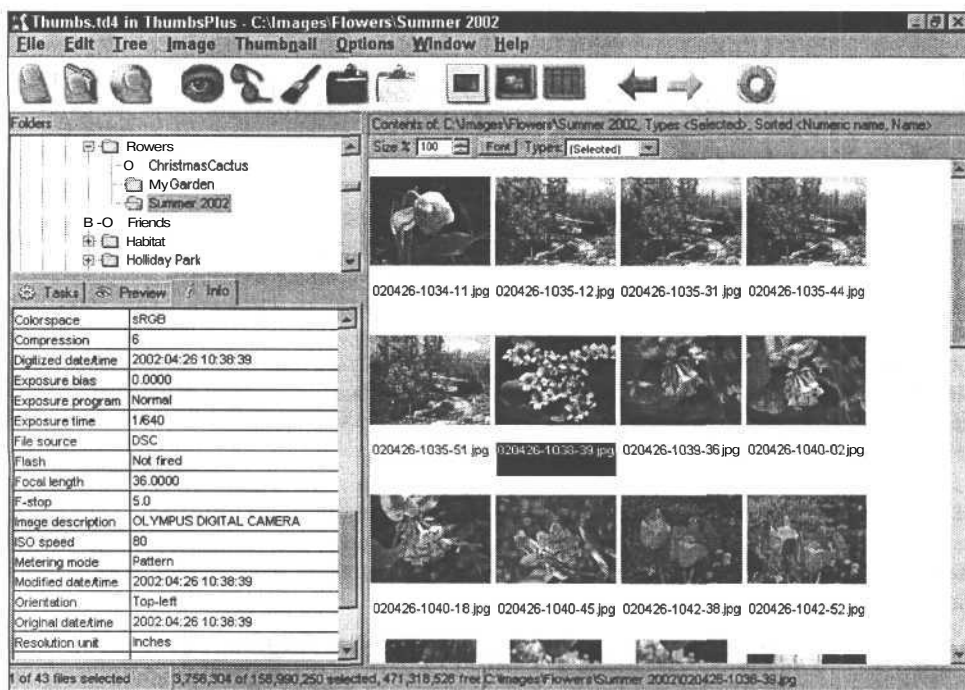 Thumbs.td4 in ThumbsPlus - C:\Images\Flowers\Summer 2002
File Edit Tree Image Thumbnail Options Window Help
Folders
Rowers
O ChristmasCactus
My Garden
Summer 2002
B -O Friends
Habitat
Holliday Park
Tasks Preview Info
Colorspace sRGB
Compression 6
Digitized date/time 2002:04:26 10:38:39
Exposure bias 0.0000
Exposure program Normal
Exposure time 1/640
File source DSC
Flash Not fired
Focal length 36.0000
F-stop 5.0
Image description OLYMPUS DIGITAL CAMERA
ISO speed 80
Metering mode Pattern
Modified date/time 2002:04:26 10:38:39
Orientation Top-left
Original date/time 2002:04:26 10:38:39
Resolution unit Inches
Contents of: C:\Images\Flowers\Summer 2002, Types <Selected>, Sorted <Numeric name, Name>
Size % 100 Font Types: (Selected)
020426-1034-11.jpg 020426-1035-12.jpg 020426-1035-31.jpg 020426-1035-44.jpg
020426-1035-51.jpg 020426-1038-39.jpg 020426-1039-36.jpg 020426-1040-02.jpg
020426-1040-18.jpg 020426-1040-45.jpg 020426-1042-38.jpg 020426-1042-52.jpg
1 of 43 files selected 3,758,304 of 158,990,250 selected, 471,318,528 free C:\Images\Flowers\Summer 2002\020426-1038-39.jpg